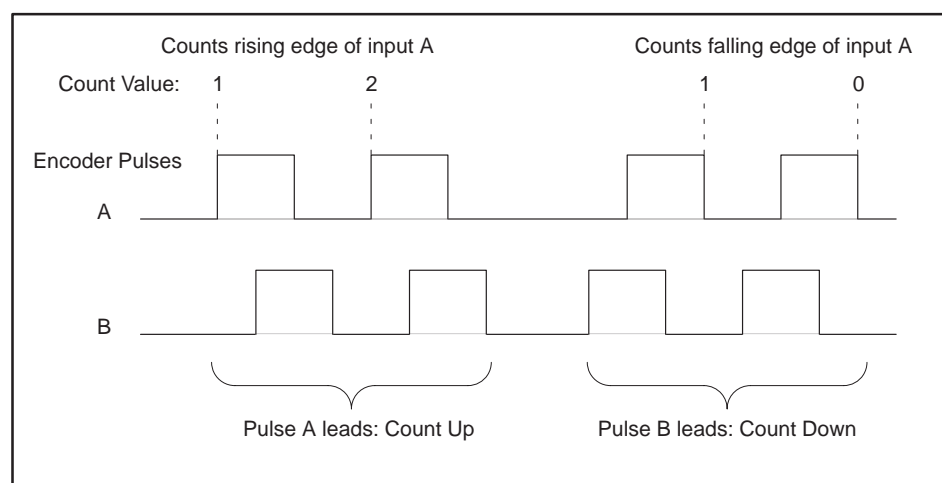 Counts rising edge of input A
Counts falling edge of input A
Count Value: 1 2 1 0
Encoder Pulses
A
B
Pulse A leads: Count Up
Pulse B leads: Count Down